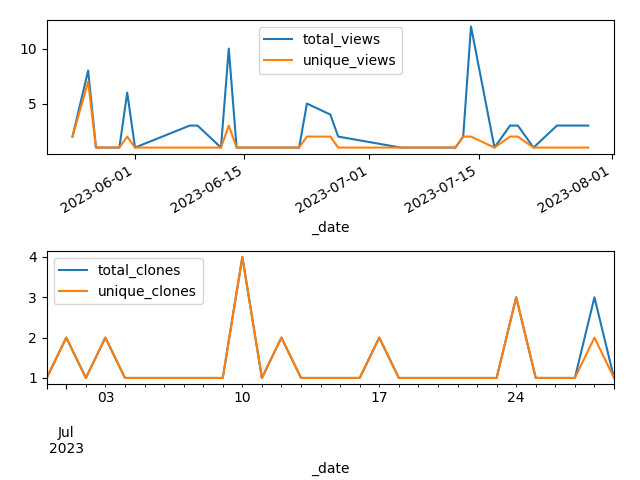 total_views
unique_views
10
5
2023-06-01
2023-06-15
2023-07-01
2023-07-15
2023-08-01
_date
total_clones
unique_clones
4
3
2
1
03
10
17
24
Jul
2023
_date